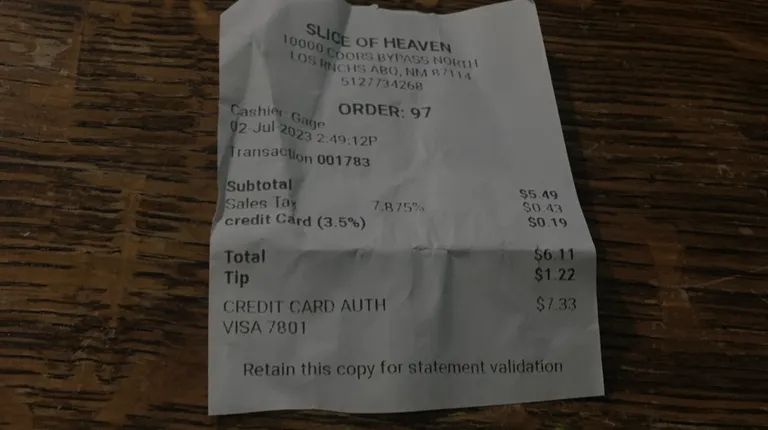 SLICE OF HEAVEN
10000 COORS BYPASS NORTH
LOS RNCHS ABQ, NM 87114
5127734268
ORDER: 97
Cashier Gage
02-Jul-2023 2:49:12P
Transaction 001783
Subtotal $5.49
Sales Tax 7.875% $0.43
credit Card (3.5%) $0.19
Total $6.11
Tip $1.22
CREDIT CARD AUTH $7.33
VISA 7801
Retain this copy for statement validation